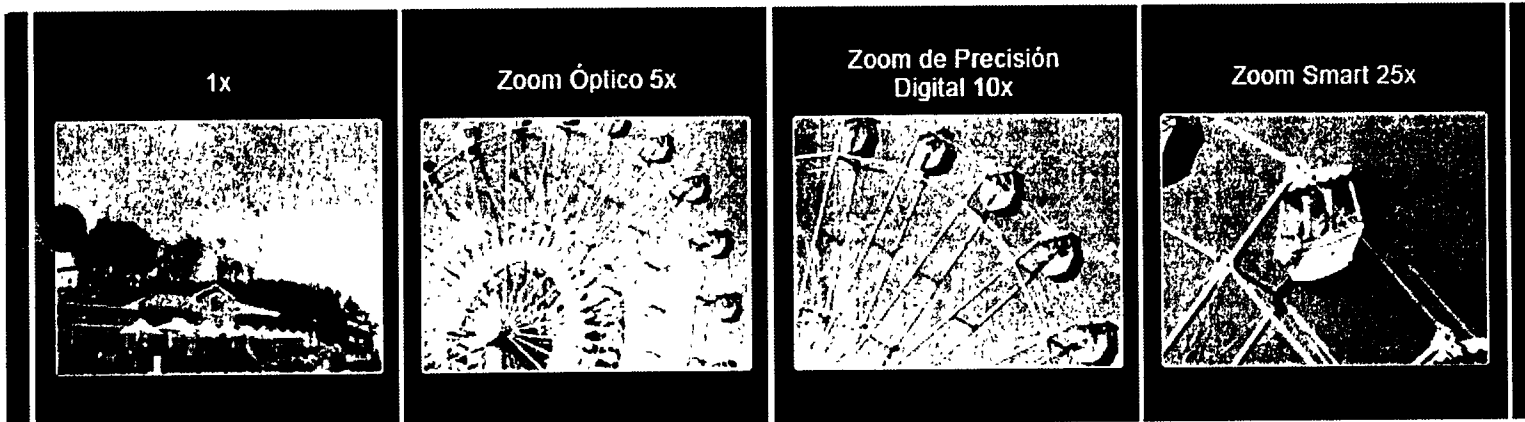 1x
Zoom Óptico 5x
Zoom de Precisión
Digital 10x
Zoom Smart 25x